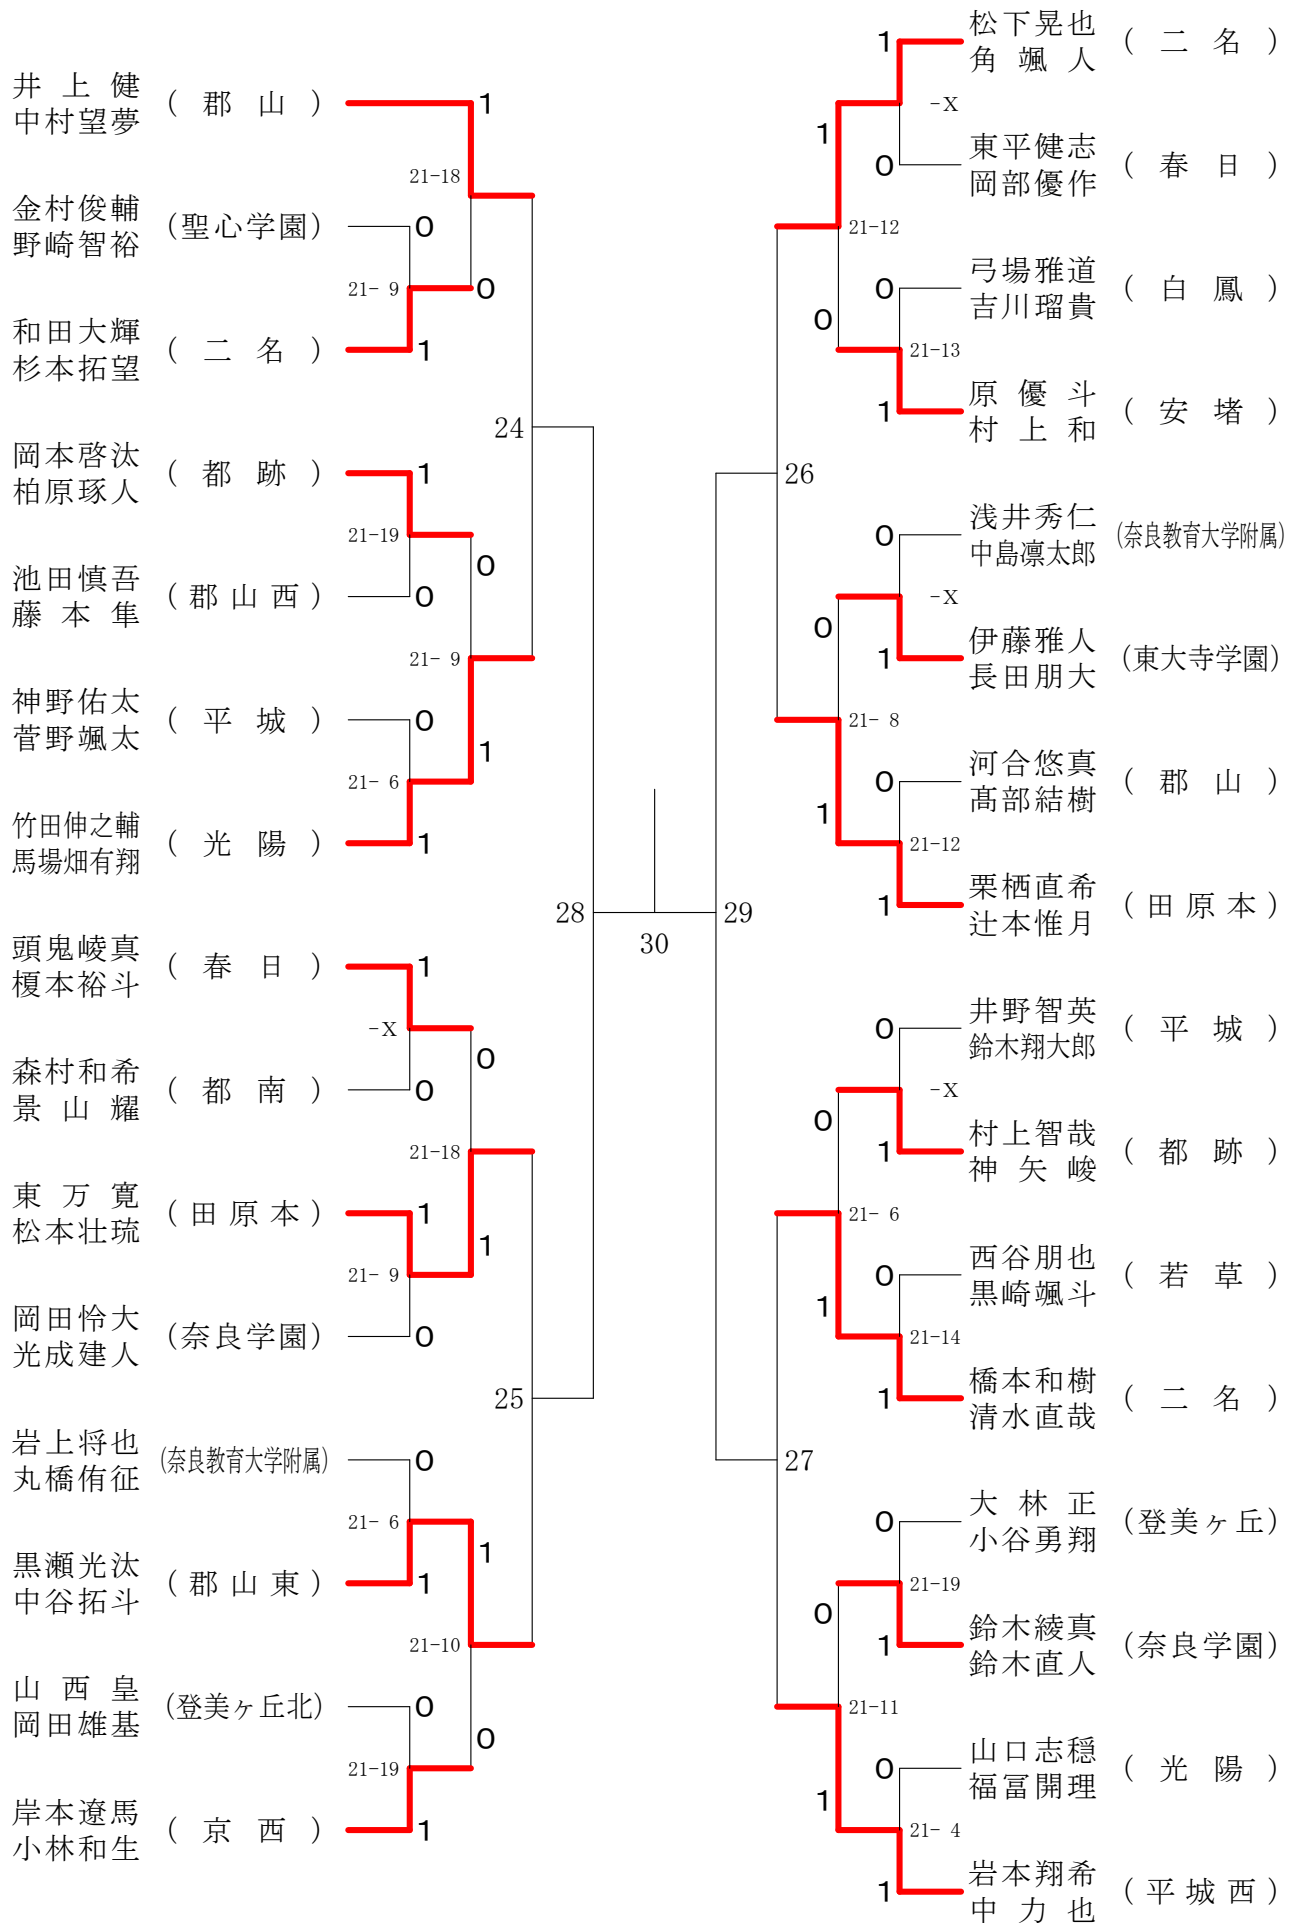 井上健
中村望夢
(郡山)
1
21-18
金村俊輔
野崎智裕
(聖心学園)
0
21- 9
0
和田大輝
杉本拓望
(二名)
1
24
岡本啓汰
柏原琢人
(都跡)
1
21-19
0
池田慎吾
藤本隼
(郡山西)
0
21- 9
神野佑太
菅野颯太
(平城)
0
1
21- 6
竹田伸之輔
馬場畑有翔
(光陽)
1
28
頭鬼崚真
榎本裕斗
(春日)
1
-X
0
森村和希
景山耀
(都南)
0
21-18
東万寛
松本壮琉
(田原本)
1
1
21- 9
岡田怜大
光成建人
(奈良学園)
0
25
岩上将也
丸橋侑征
(奈良教育大学附属)
0
21- 6
1
黒瀬光汰
中谷拓斗
(郡山東)
1
21-10
山西皇
岡田雄基
(登美ヶ丘北)
0
0
21-19
岸本遼馬
小林和生
(京西)
1
30
1
松下晃也
角颯人
(二名)
-X
1
0
東平健志
岡部優作
(春日)
21-12
0
弓場雅道
吉川瑠貴
(白鳳)
0
21-13
1
原優斗
村上和
(安堵)
26
0
浅井秀仁
中島凛太郎
(奈良教育大学附属)
-X
0
1
伊藤雅人
長田朋大
(東大寺学園)
21- 8
0
河合悠真
髙部結樹
(郡山)
1
21-12
1
栗栖直希
辻本惟月
(田原本)
29
0
井野智英
鈴木翔大郎
(平城)
-X
0
1
村上智哉
神矢峻
(都跡)
21- 6
0
西谷朋也
黒崎颯斗
(若草)
1
21-14
1
橋本和樹
清水直哉
(二名)
27
0
大林正
小谷勇翔
(登美ヶ丘)
21-19
0
1
鈴木綾真
鈴木直人
(奈良学園)
21-11
0
山口志穏
福冨開理
(光陽)
1
21- 4
1
岩本翔希
中力也
(平城西)